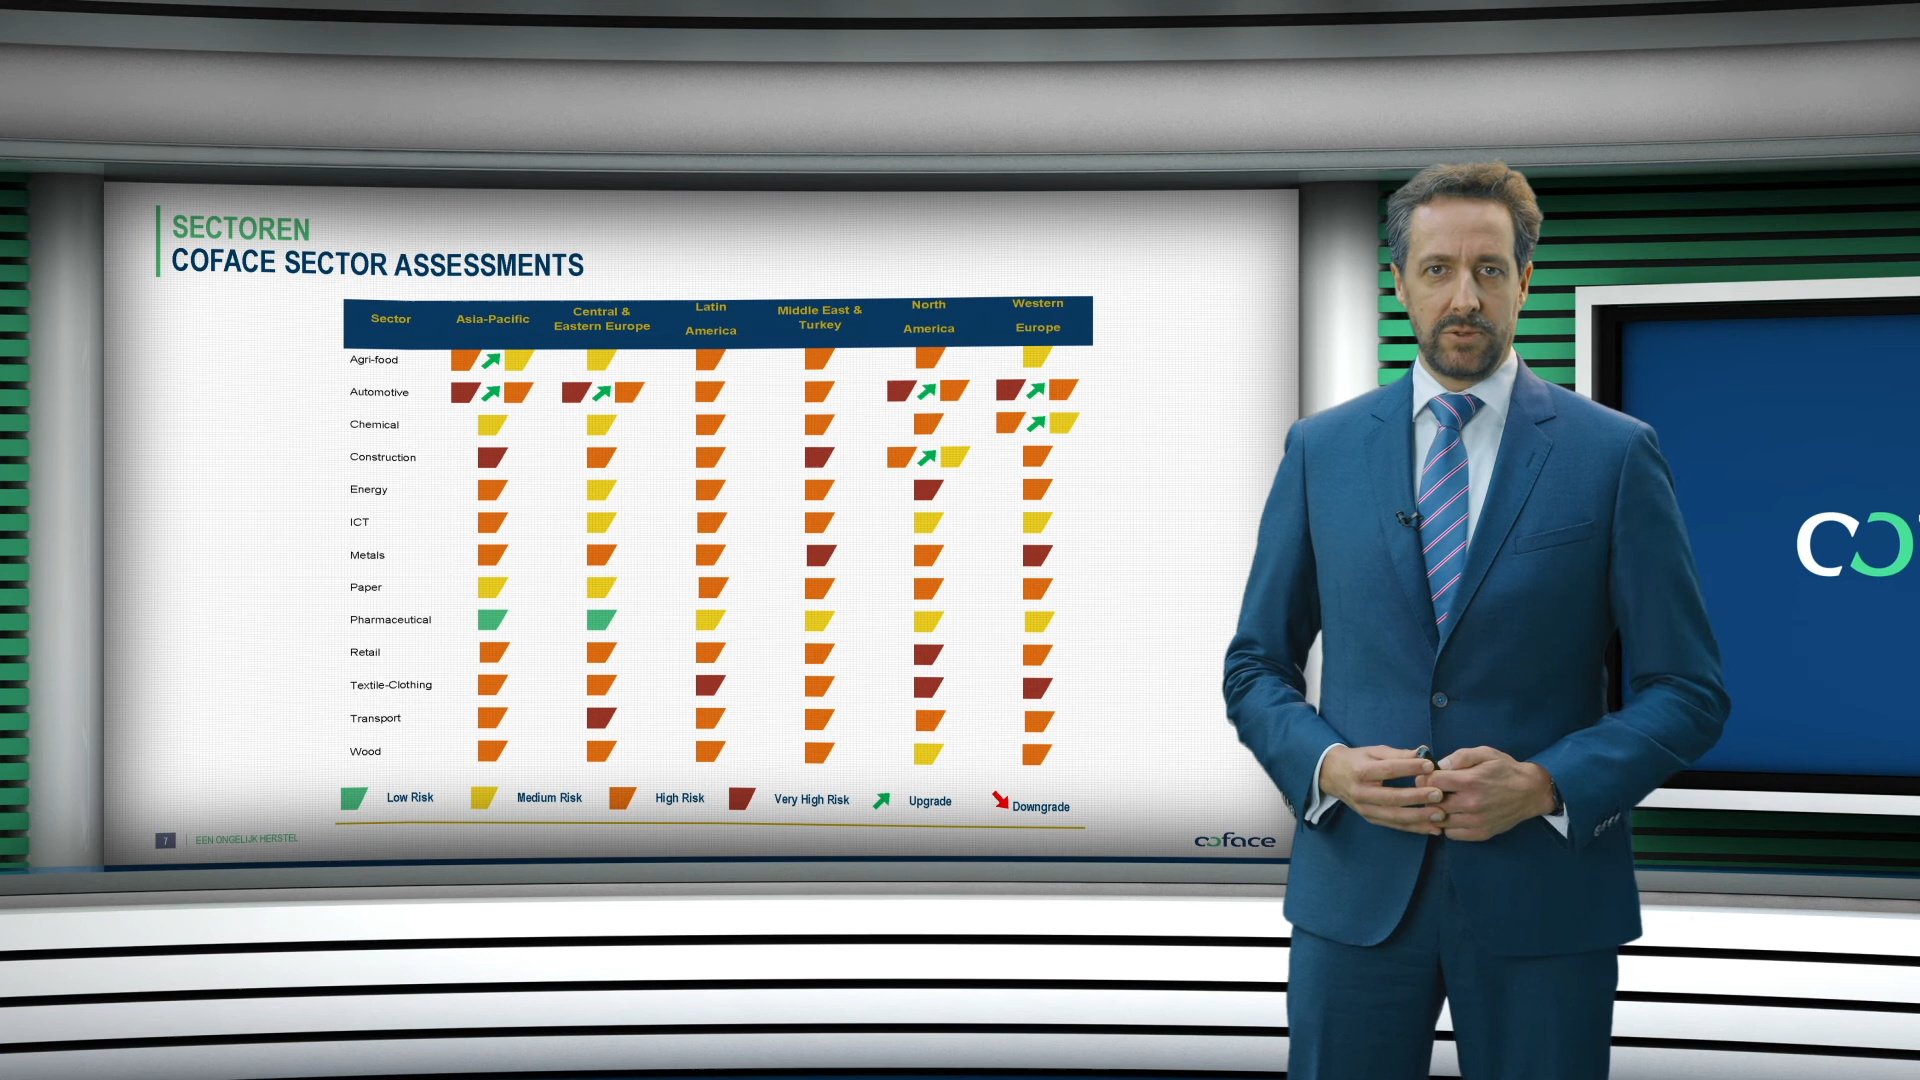 SECTOREN
COFACE SECTOR ASSESSMENTS
Sector
Asia-Pacific
Central &
Eastern Europe
Latin
America
Middle East &
Turkey
North
America
Western
Europe
Agri-food
Automotive
Chemical
Construction
Energy
ICT
Metals
Paper
Pharmaceutical
Retail
Textile-Clothing
Transport
Wood
Low Risk
Medium Risk
High Risk
Very High Risk
Upgrade
Downgrade
7
EEN ONGELIJK HERSTEL
coface
co